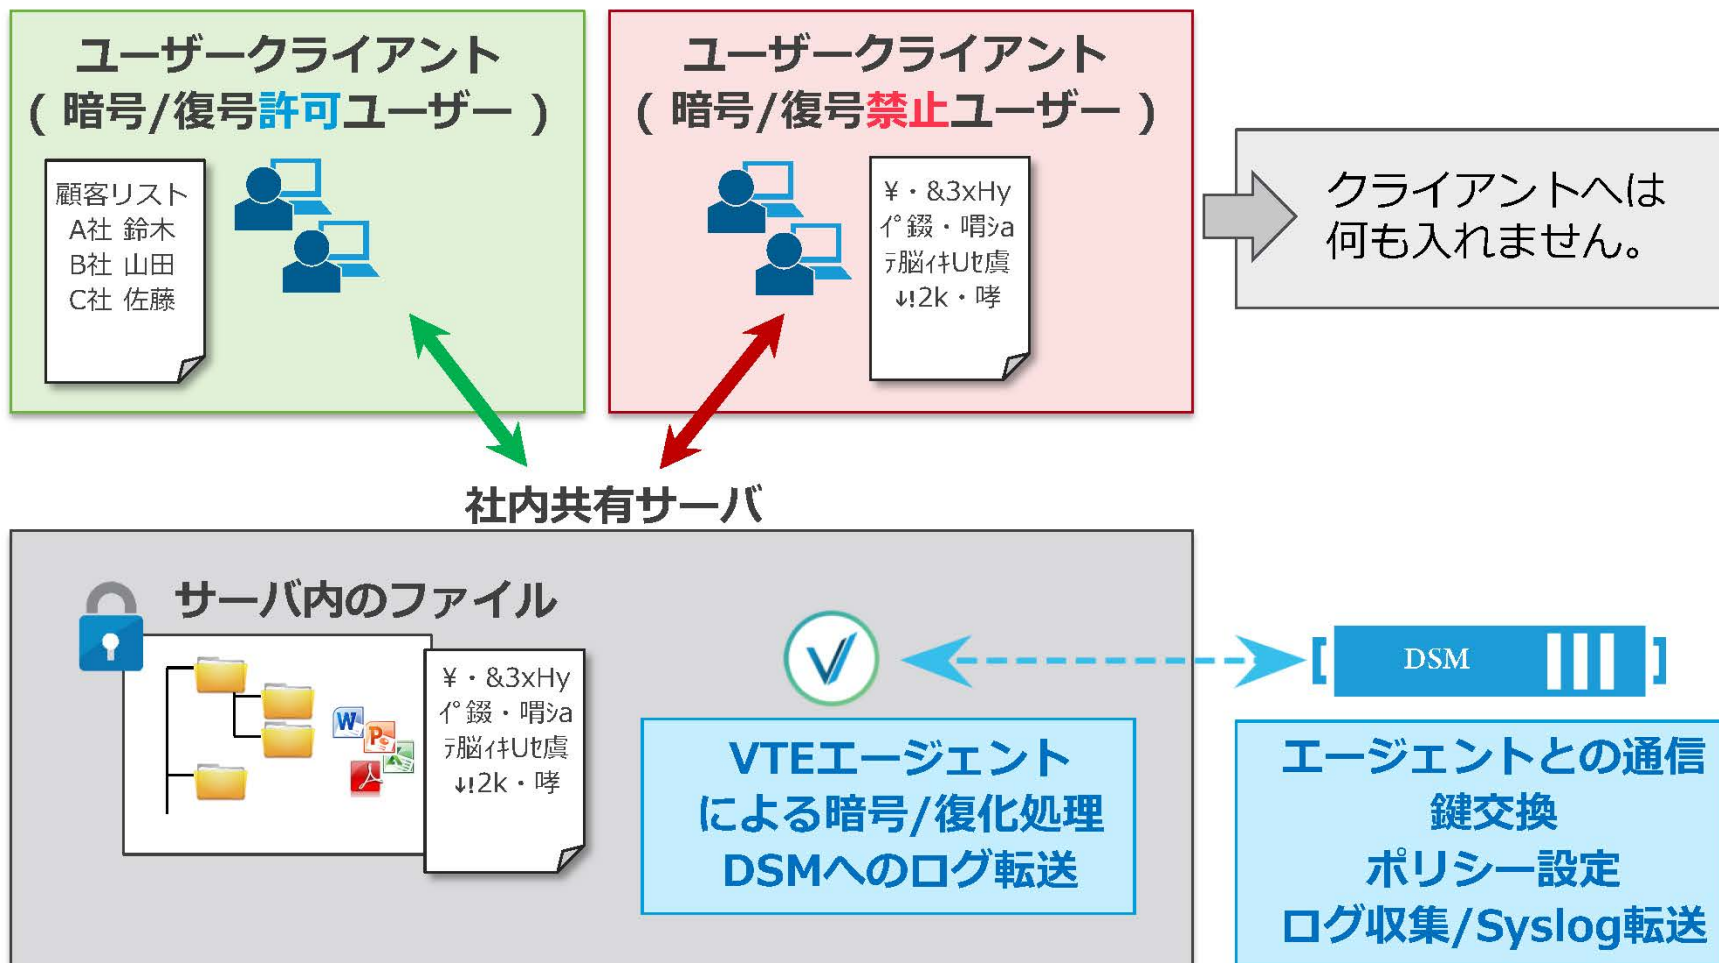 ユーザークライアント
( 暗号/復号許可ユーザー )
顧客リスト
A社 鈴木
B社 山田
C社 佐藤
ユーザークライアント
( 暗号/復号禁止ユーザー )
¥・&3xHy
イ゚錣・喟シa
テ脳ィキUセ虞
↓!2k・哮
クライアントへは
何も入れません。
社内共有サーバ
サーバ内のファイル
¥・&3xHy
イ゚錣・喟シa
テ脳ィキUセ虞
↓!2k・哮
VTEエージェント
による暗号/復化処理
DSMへのログ転送
DSM
エージェントとの通信
鍵交換
ポリシー設定
ログ収集/Syslog転送